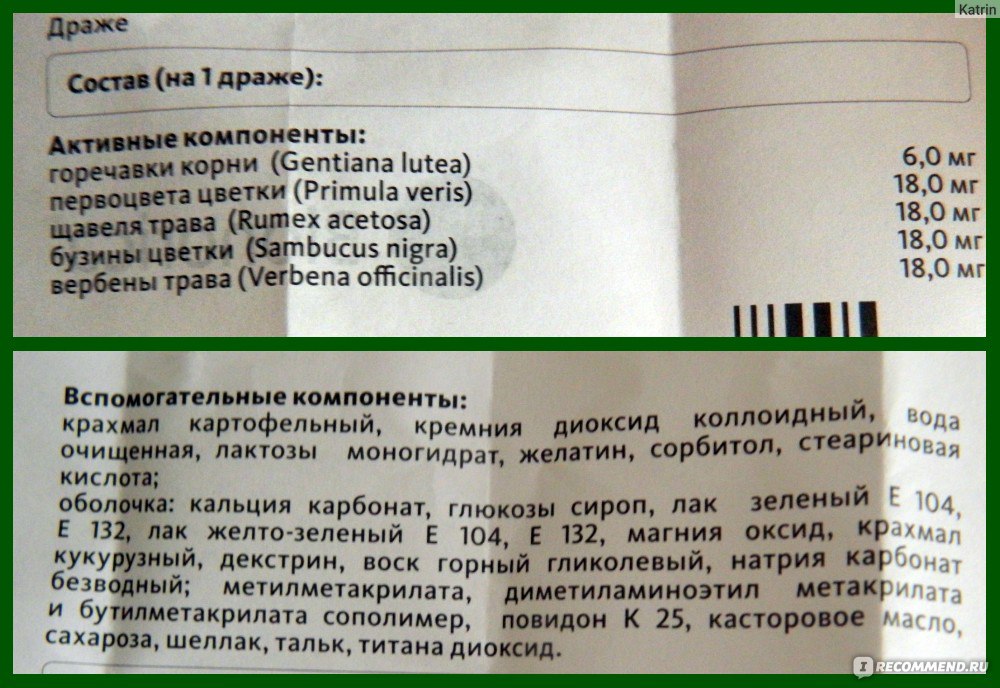 Katrin
Драже
Состав (на 1 драже):
Активные компоненты:
горечавки корни (Gentiana lutea) 6,0 мг
первоцвета цветки (Primula veris) 18,0 мг
щавеля трава (Rumex acetosa) 18,0 мг
бузины цветки (Sambucus nigra) 18,0 мг
вербены трава (Verbena officinalis) 18,0 мг
Вспомогательные компоненты:
крахмал картофельный, кремния диоксид коллоидный, вода
очищенная, лактозы моногидрат, желатин, сорбитол, стеариновая
кислота;
оболочка: кальция карбонат, глюкозы сироп, лак зеленый Е 104,
Е 132, лак желто-зеленый Е 104, Е 132, магния оксид, крахмал
кукурузный, декстрин, воск горный гликолевый, натрия карбонат
безводный; метилметакрилата, диметиламиноэтил метакрилата
и бутилметакрилата сополимер, повидон К 25, касторовое масло,
сахароза, шеллак, тальк, титана диоксид.
IRECOMMEND.RU